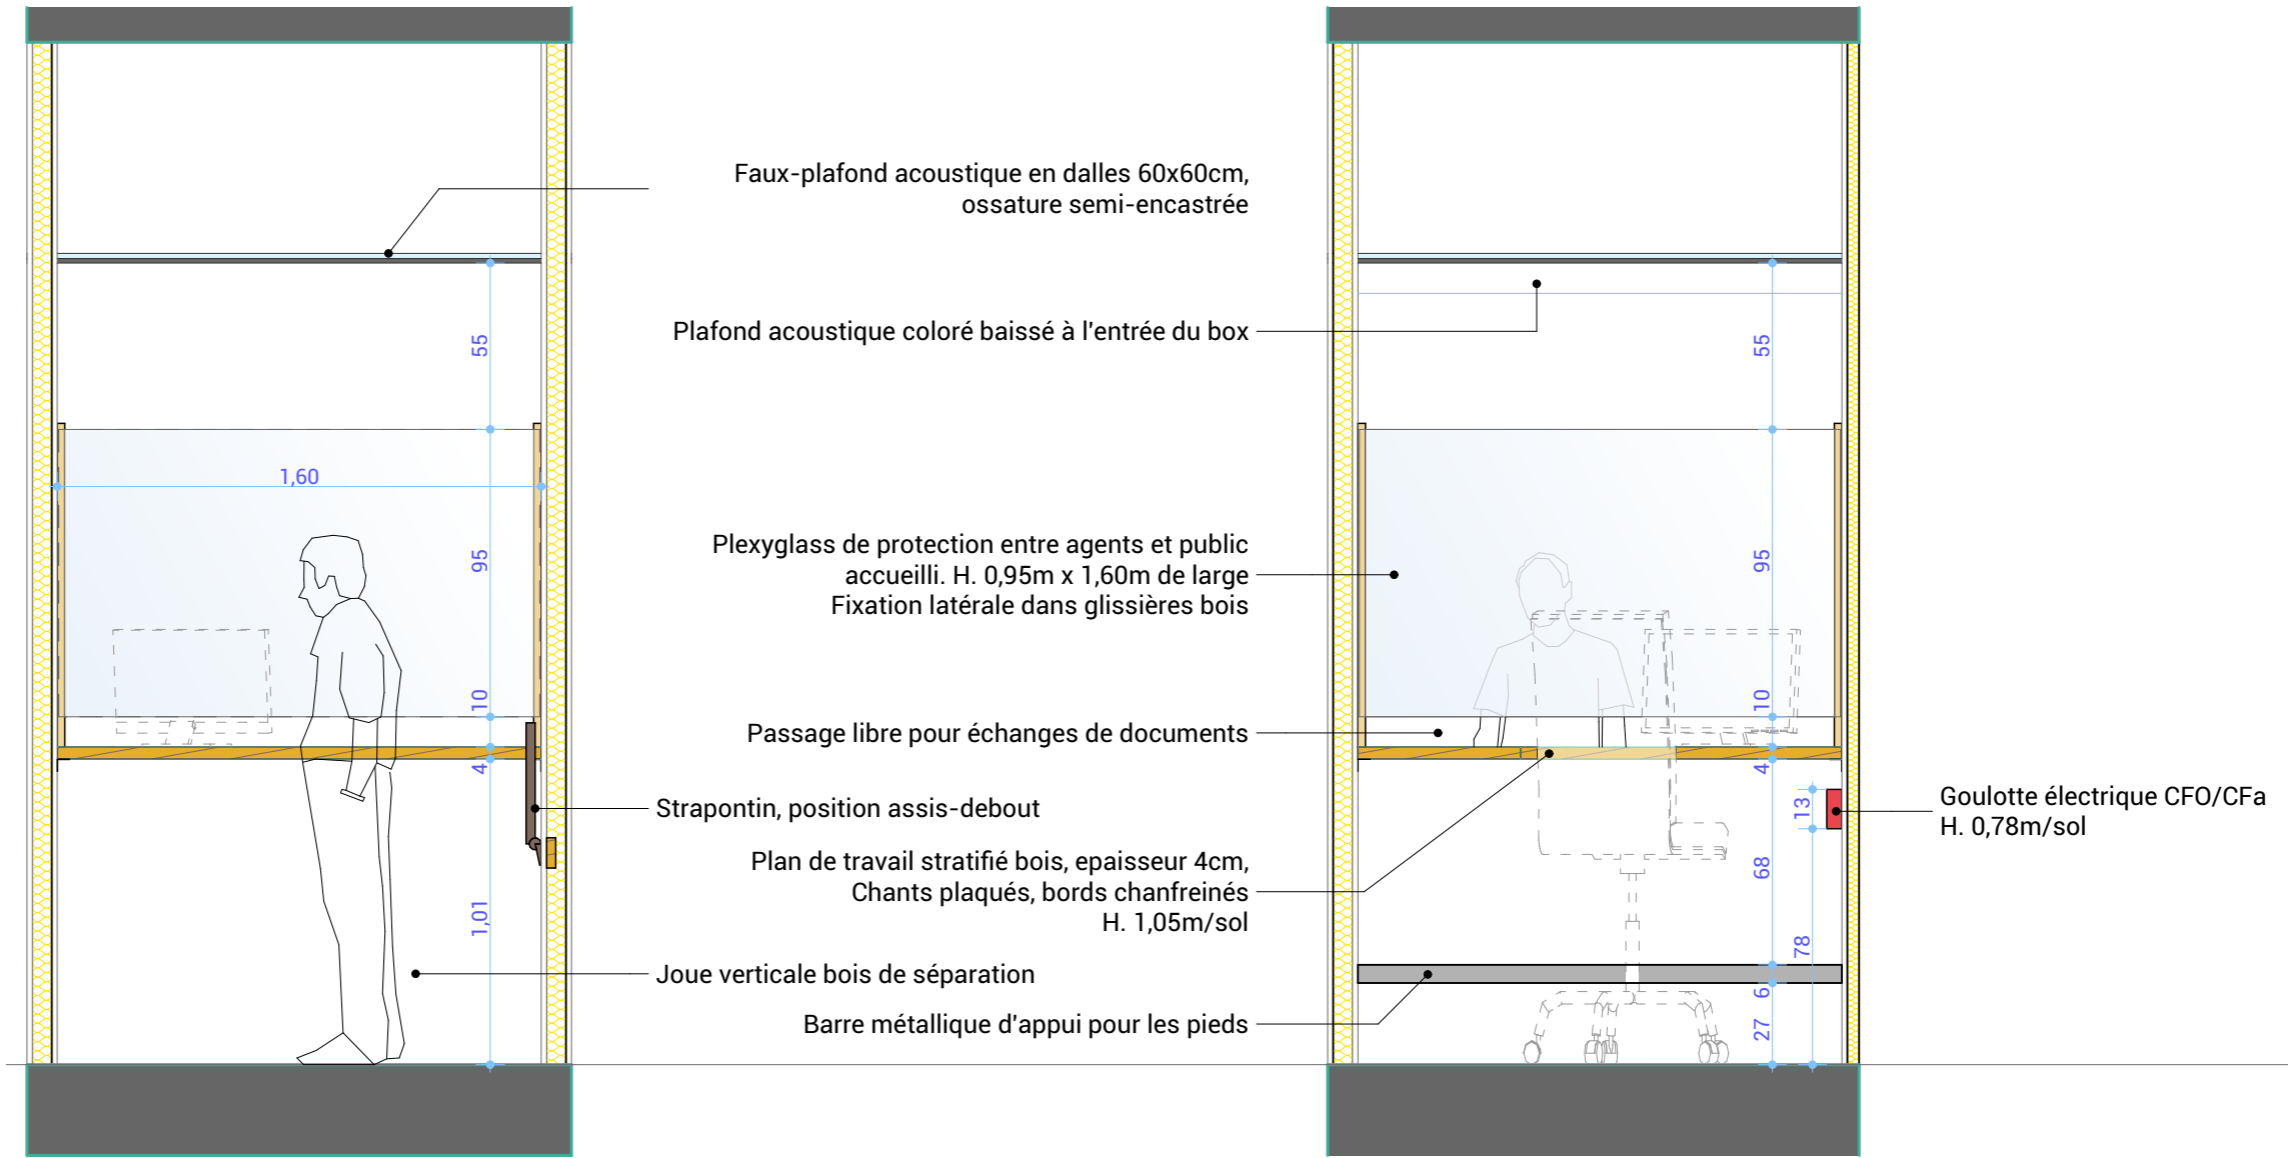 Faux-plafond acoustique en dalles 60x60cm,
ossature semi-encastrée
Plafond acoustique coloré baissé à l'entrée du box
55
1,60
95
10
4
1,01
Plexyglass de protection entre agents et public
accueilli. H. 0,95m x 1,60m de large
Fixation latérale dans glissières bois
Passage libre pour échanges de documents
Strapontin, position assis-debout
Plan de travail stratifié bois, epaisseur 4cm,
Chants plaqués, bords chanfreinés
H. 1,05m/sol
Joue verticale bois de séparation
Barre métallique d'appui pour les pieds
55
95
10
4
13
68
78
6
27
Goulotte électrique CFO/CFa
H. 0,78m/sol